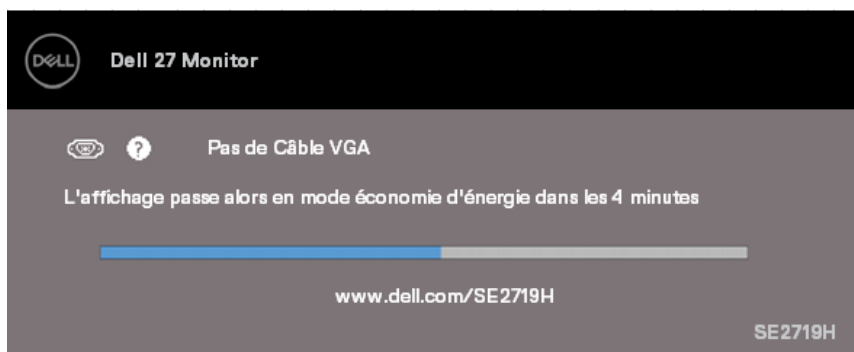 DELL
Dell 27 Monitor
? Pas de Câble VGA
L'affichage passe alors en mode économie d'énergie dans les 4 minutes
www.dell.com/SE2719H
SE2719H